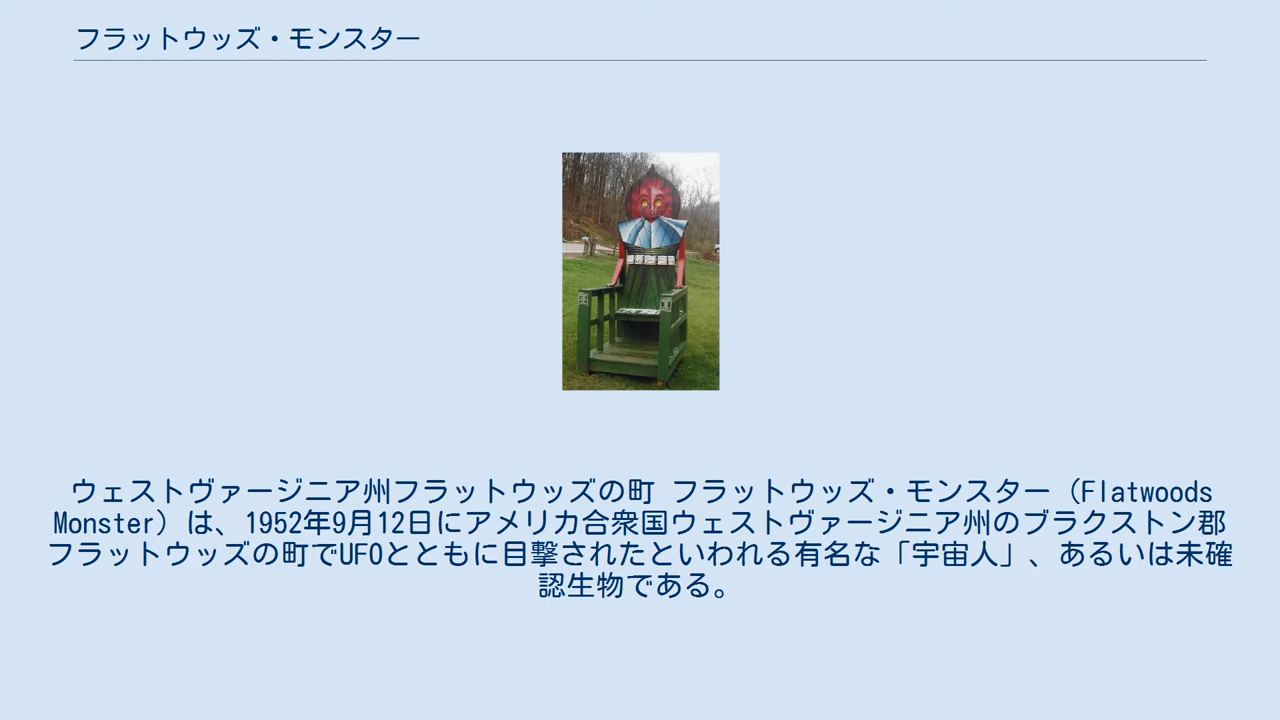 フラットウッズ・モンスター
ウェストヴァージニア州フラットウッズの町 フラットウッズ・モンスター（Flatwoods
Monster）は、1952年9月12日にアメリカ合衆国ウェストヴァージニア州のブラクストン郡
フラットウッズの町でUFOとともに目撃されたといわれる有名な「宇宙人」、あるいは未確
認生物である。